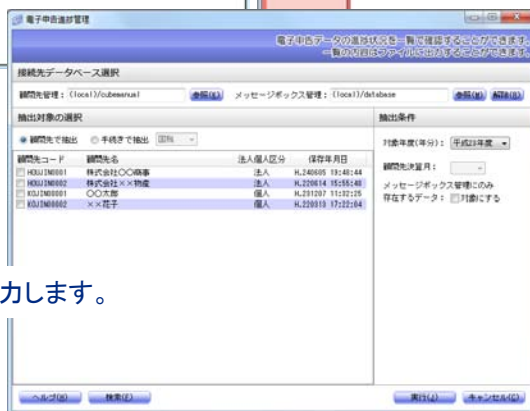 電子申告進捗管理
電子申告データの進捗状況を一覧で確認することができます。
一覧の内容はファイルに出力することができます。
接続先データベース選択
顧問先管理：(local)/cubemanual 参照(X) メッセージボックス管理：(local)/database 参照(M) 解除(B)
抽出対象の選択
抽出条件
顧問先で抽出 手続きで抽出 国税
対象年度(年分)： 平成23年度
顧問先コード 顧問先名 法人個人区分 保存年月日
顧問先決算月： 
HOUJIN0001 株式会社〇〇商事 法人 H.240605 13:48:44
HOUJIN0002 株式会社××物産 法人 H.220614 15:55:48
メッセージボックス管理にのみ
KOJIN00001 〇〇太郎 個人 H.231207 11:32:25
存在するデータ： 対象にする
KOJIN00002 ××花子 個人 H.220313 17:22:04
力します。
ヘルプ(H) 検索(F) 実行(J) キャンセル(C)